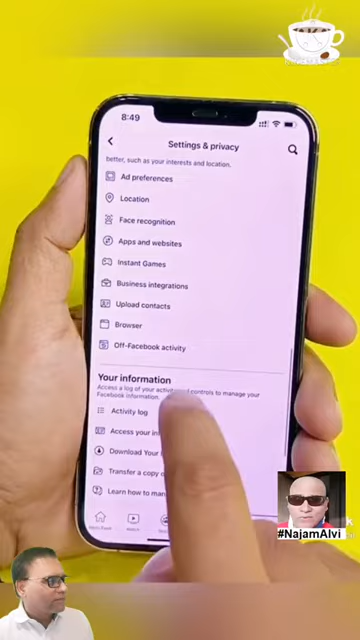 8:49
Settings & privacy
better, such as your interests and location.
Ad preferences
Location
Face recognition
Apps and websites
Instant Games
Business integrations
Upload contacts
Browser
Off-Facebook activity
Your information
Access a log of your activity and controls to manage your
Facebook information.
Activity log
Access your
Download Your
Transfer a copy
Learn how to
#NajamAlvi